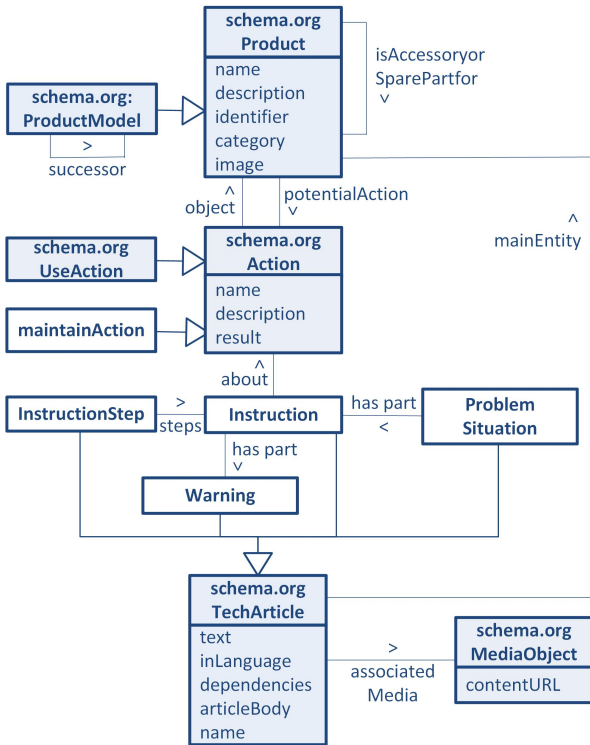 schema.org
Product
name
description
identifier
category
image
isAccessoryor
SparePartfor
˅
schema.org:
ProductModel
>
successor
˄
object
potentialAction
˅
˄
mainEntity
schema.org
UseAction
schema.org
Action
name
description
result
maintainAction
˄
about
InstructionStep
>
steps
Instruction
has part
<
Problem
Situation
has part
˅
Warning
schema.org
TechArticle
text
inLanguage
dependencies
articleBody
name
>
associated
Media
schema.org
MediaObject
contentURL